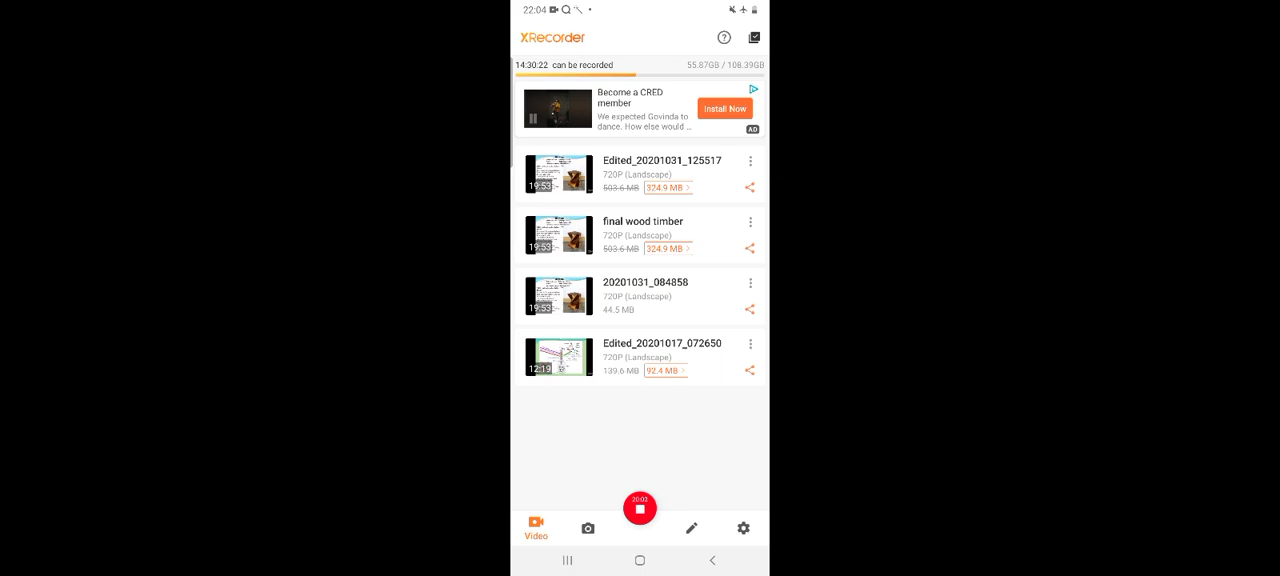 22:04
XRecorder
14:30:22 can be recorded 55.87GB / 108.39GB
Become a CRED
member
We expected Govinda to
dance. How else would ...
Install Now
AD
Edited_20201031_125517
720P (Landscape)
19:53 503.6 MB 324.9 MB >
final wood timber
720P (Landscape)
19:53 503.6 MB 324.9 MB >
20201031_084858
720P (Landscape)
19:53 44.5 MB
Edited_20201017_072650
720P (Landscape)
12:19 139.6 MB 92.4 MB >
20:02
Video